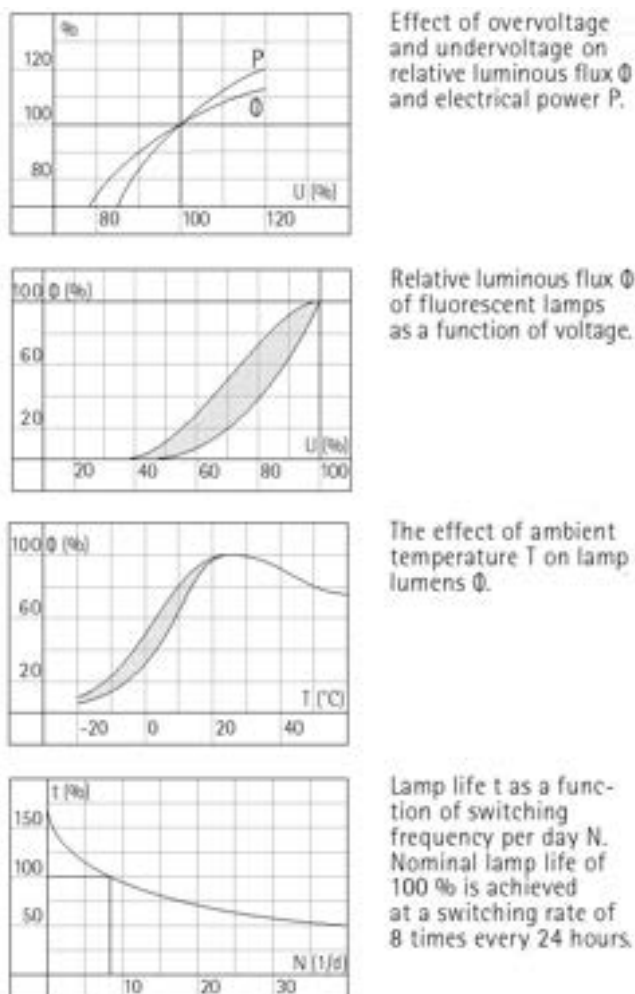 %
120
P
Φ
100
80
U (%)
80 100 120
Effect of overvoltage
and undervoltage on
relative luminous flux Φ
and electrical power P.
100 Φ (%)
60
20
U (%)
20 40 60 80 100
Relative luminous flux Φ
of fluorescent lamps
as a function of voltage.
100 Φ (%)
60
20
T (°C)
-20 0 20 40
The effect of ambient
temperature T on lamp
lumens Φ.
t (%)
150
100
50
N (1/d)
10 20 30
Lamp life t as a func-
tion of switching
frequency per day N.
Nominal lamp life of
100 % is achieved
at a switching rate of
8 times every 24 hours.